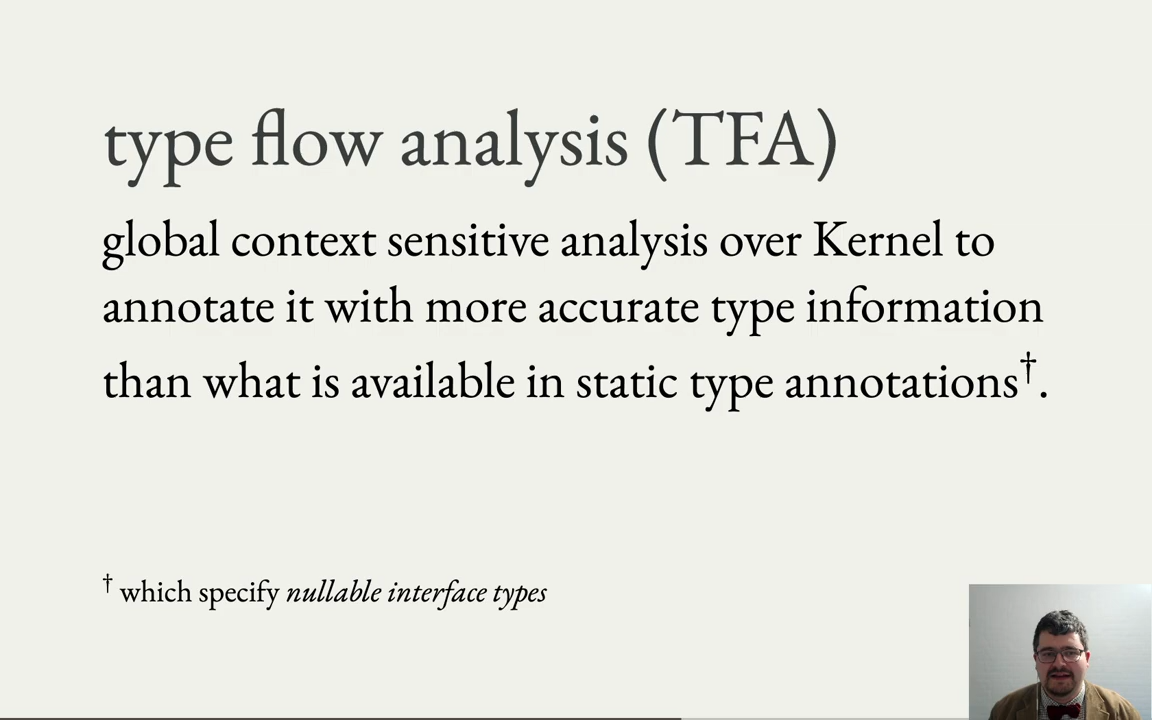 type flow analysis (TFA)
global context sensitive analysis over Kernel to
annotate it with more accurate type information
than what is available in static type annotations†.
† which specify nullable interface types